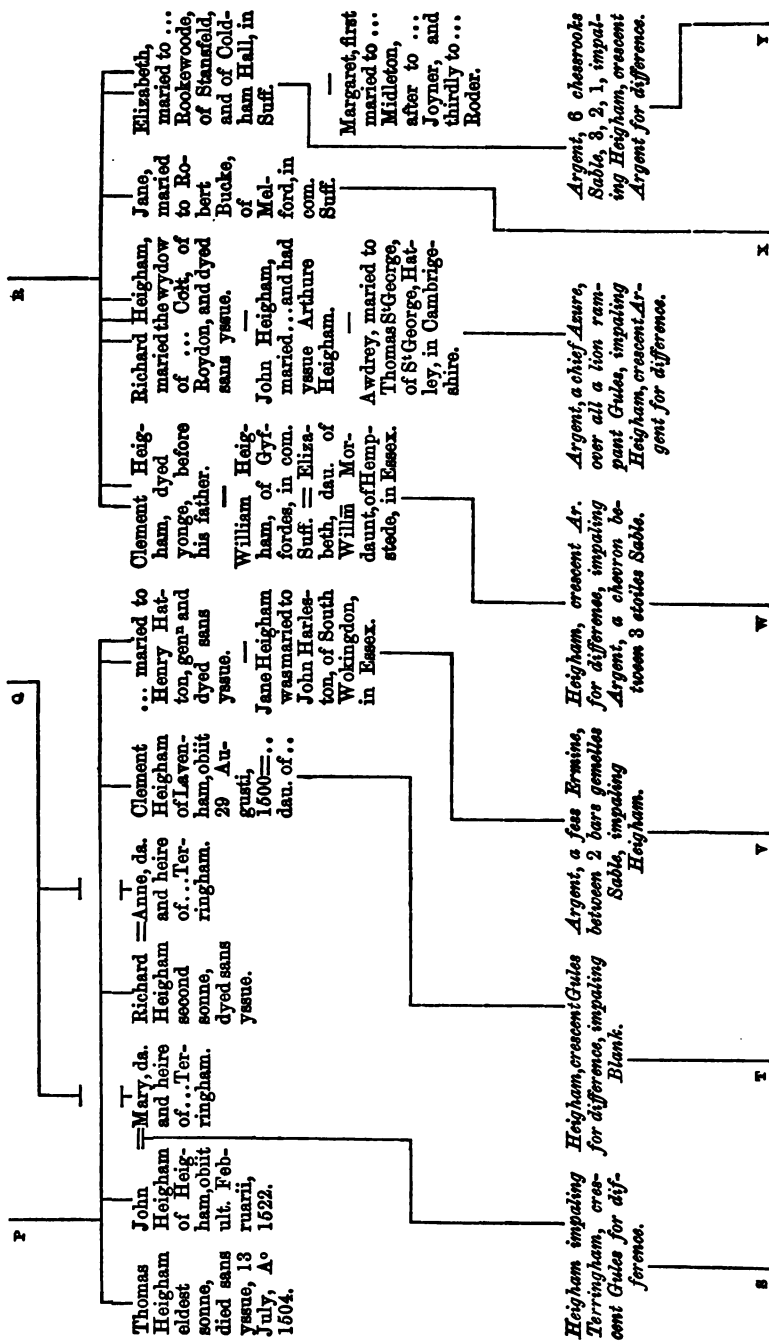 P
Q
R
Thomas
Heigham
eldest
sonne,
died sans
yssue, 13
July, Aº
1504.
John
Heigham
of Heig-
ham, obiit
ult. Feb-
ruarii,
1522.
=Mary, da.
and heire
of...Ter-
ringham.
Richard
Heigham
second
sonne,
dyed sans
yssue.
=Anne, da.
and heire
of...Ter-
ringham.
Clement
Heigham
of Laven-
ham, obiit
29 Au-
gusti,
1500=..
dau. of..
... maried to
Henry Hat-
ton, genⁿ and
dyed sans
yssue.
—
Jane Heigham
was maried to
John Harles-
ton, of South
Wokingdon,
in Essex.
Clement Heig-
ham, dyed
yonge, before
his father.
—
William Heig-
ham, of Gyf-
fordes, in com.
Suff. = Eliza-
beth, dau. of
Willm̄ Mor-
daunt, of Hemp-
stede, in Essex.
Richard Heigham,
maried the wydow
of ... Colt, of
Roydon, and dyed
sans yssue.
—
John Heigham,
maried...and had
yssue Arthure
Heigham.
—
Awdrey, maried to
Thomas Sᵗ George,
of Sᵗ George, Hat-
ley, in Cambrige-
shire.
Jane,
maried
to Ro-
bert
Bucke,
of
Mel-
ford, in
com.
Suff.
Elizabeth,
maried to ...
Rookewoode,
of Stansfeld,
and of Cold-
ham Hall, in
Suff.
—
Margaret, first
maried to ...
Midleton,
after to ...
Joyner, and
thirdly to...
Roder.
Heigham impaling
Terringham, cres-
cent Gules for dif-
ference.
Heigham, crescent Gules
for difference, impaling
Blank.
Argent, a fess Ermine,
between 2 bars gemelles
Sable, impaling
Heigham.
Heigham, crescent Ar.
for difference, impaling
Argent, a chevron be-
tween 3 etoiles Sable.
Argent, a chief Azure,
over all a lion ram-
pant Gules, impaling
Heigham, crescent Ar-
gent for difference.
Argent, 6 chessrooks
Sable, 3, 2, 1, impal-
ing Heigham, crescent
Argent for difference.
S
T
V
W
X
Y